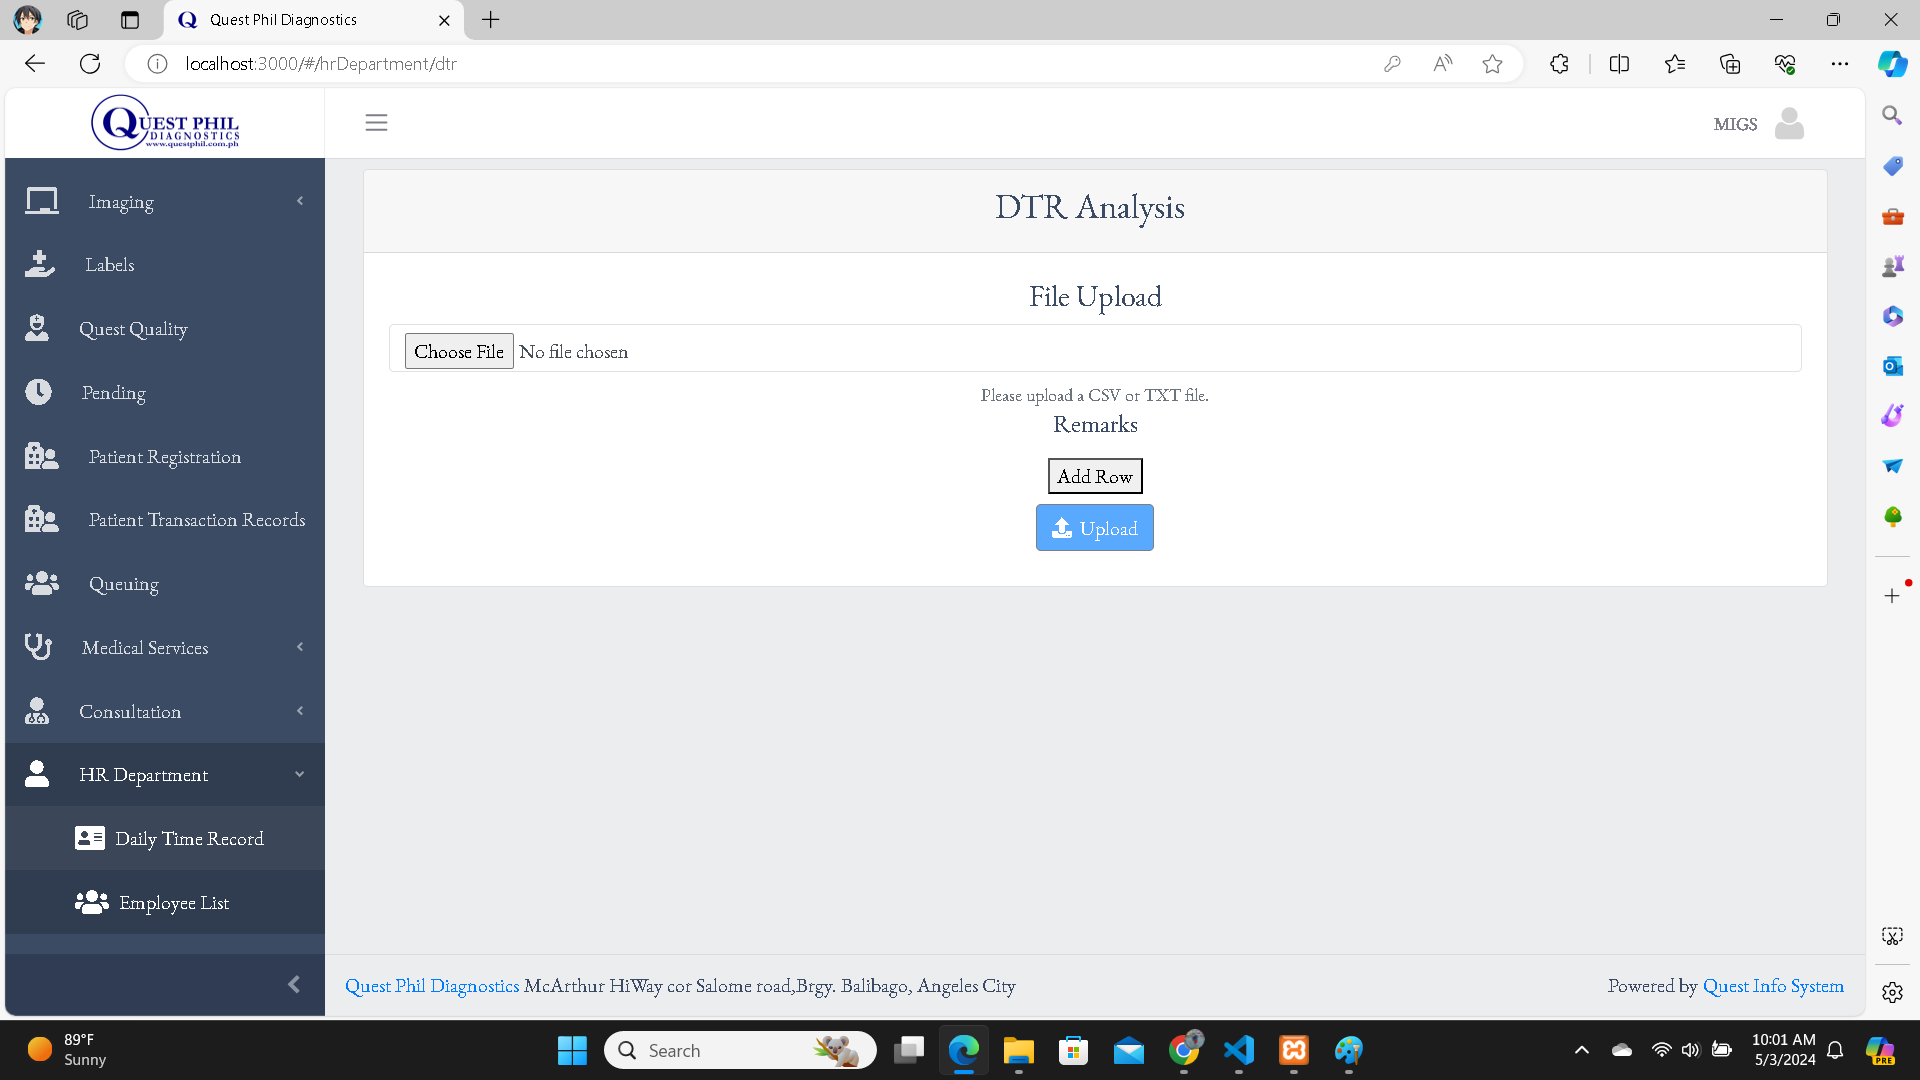 Quest Phil Diagnostics
localhost:3000/#/hrDepartment/dtr
QUEST PHIL
DIAGNOSTICS
www.questphil.com.ph
MIGS
Imaging
Labels
Quest Quality
Pending
Patient Registration
Patient Transaction Records
Queuing
Medical Services
Consultation
HR Department
Daily Time Record
Employee List
DTR Analysis
File Upload
Choose File No file chosen
Please upload a CSV or TXT file.
Remarks
Add Row
Upload
Quest Phil Diagnostics McArthur HiWay cor Salome road,Brgy. Balibago, Angeles City
Powered by Quest Info System
89°F
Sunny
Search
10:01 AM
5/3/2024
PRE